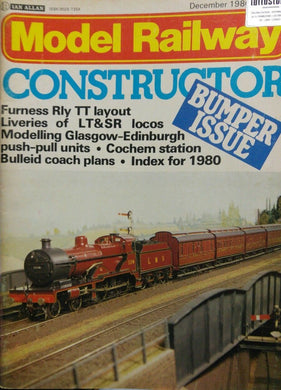 IAN ALLAN
December 198
Model Railway
CONSTRUCTOR
BUMPER
ISSUE
Furness Rly TT layout
Liveries of LT&SR locos
Modelling Glasgow-Edinburgh
push-pull units • Cochem station
Bulleid coach plans • Index for 1980